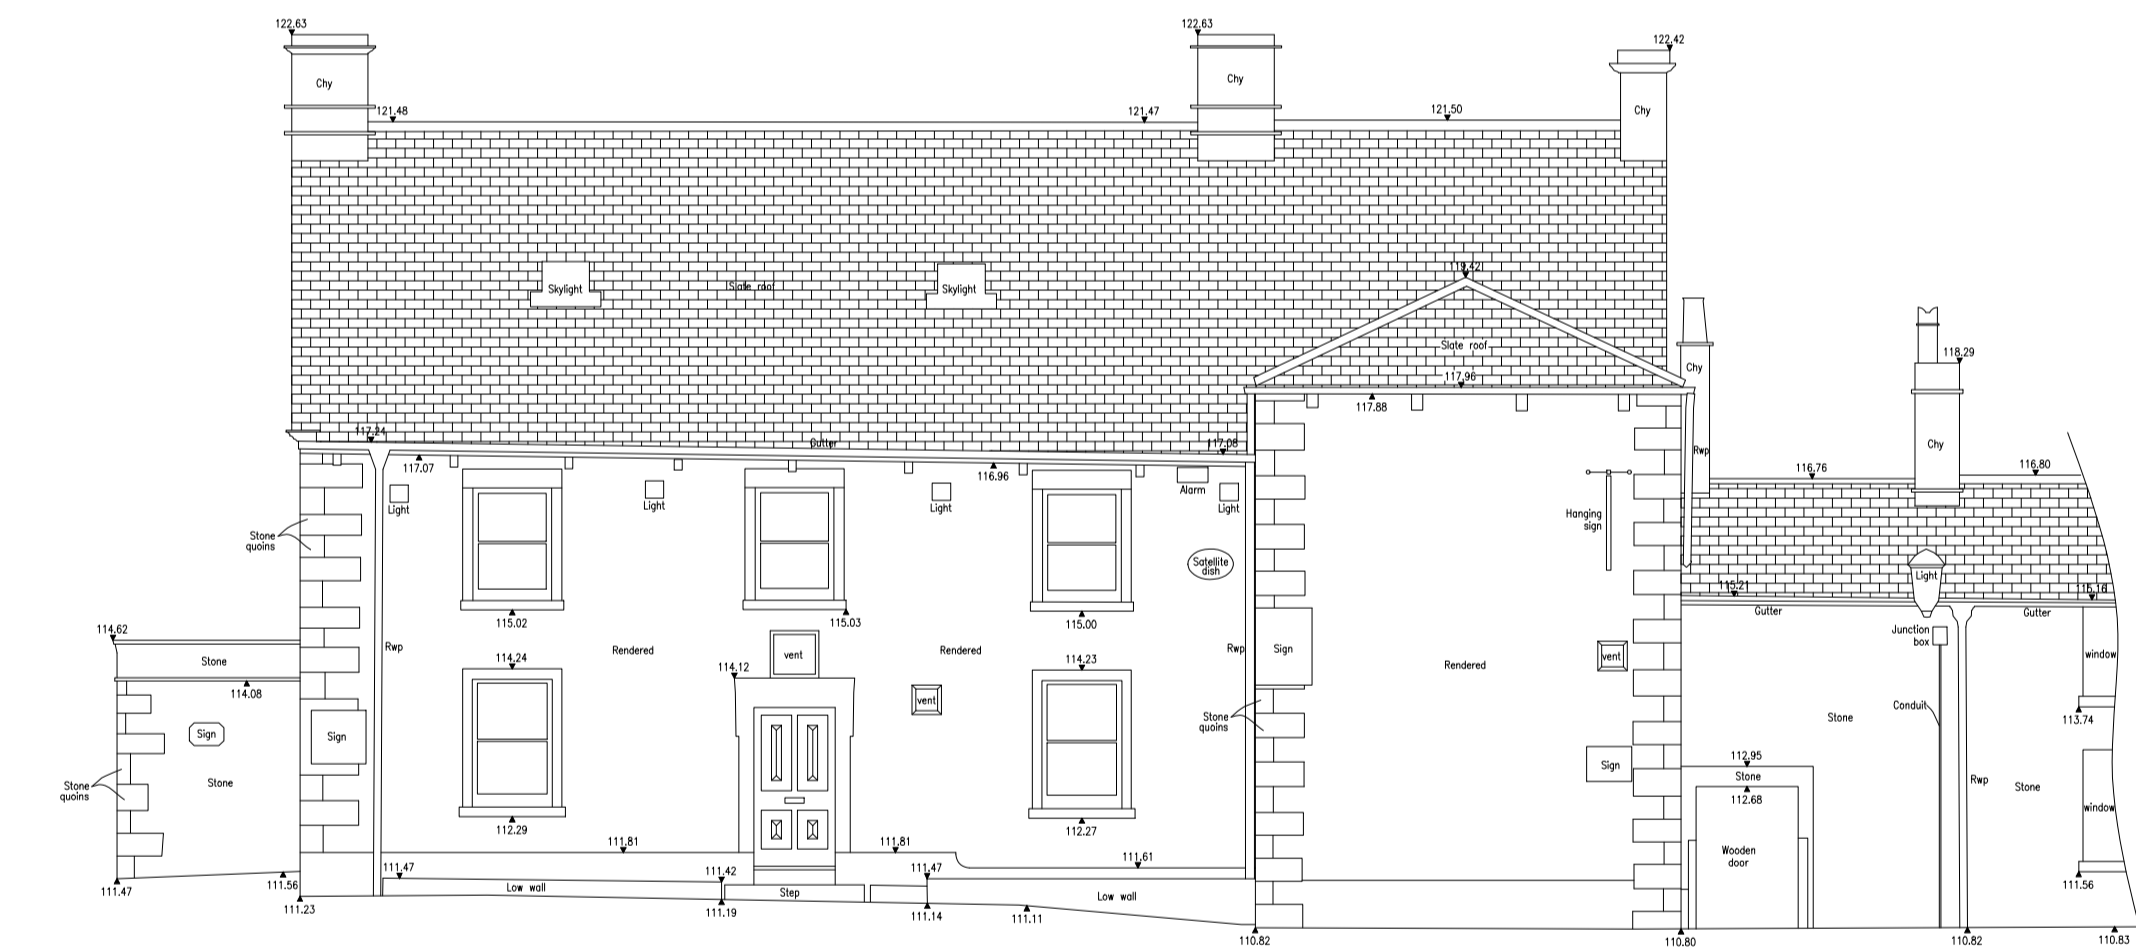 122.63
122.63
122.42
Chy
Chy
Chy
121.48
121.47
121.50
119.42
Skylight
Slate roof
Skylight
Slate roof
118.29
Chy
117.96
117.88
117.24
Gutter
117.08
Rwp
Chy
117.07
116.96
116.76
116.80
Alarm
Light
Light
Light
Light
Hanging
sign
Stone
quoins
Satellite
dish
Light
115.21
115.16
Gutter
Gutter
115.02
115.03
115.00
114.62
Junction
box
Rwp
Rendered
vent
Rendered
Rwp
Sign
vent
window
Stone
114.24
114.12
114.23
Rendered
114.08
vent
Conduit
Stone
113.74
Stone
quoins
Sign
Sign
Sign
112.95
Stone
Stone
Stone
quoins
112.68
Rwp
Stone
window
112.29
112.27
111.81
111.81
111.61
Wooden
door
111.47
111.42
111.47
Low wall
Step
Low wall
111.47
111.56
111.56
111.23
111.19
111.14
111.11
110.82
110.80
110.82
110.83